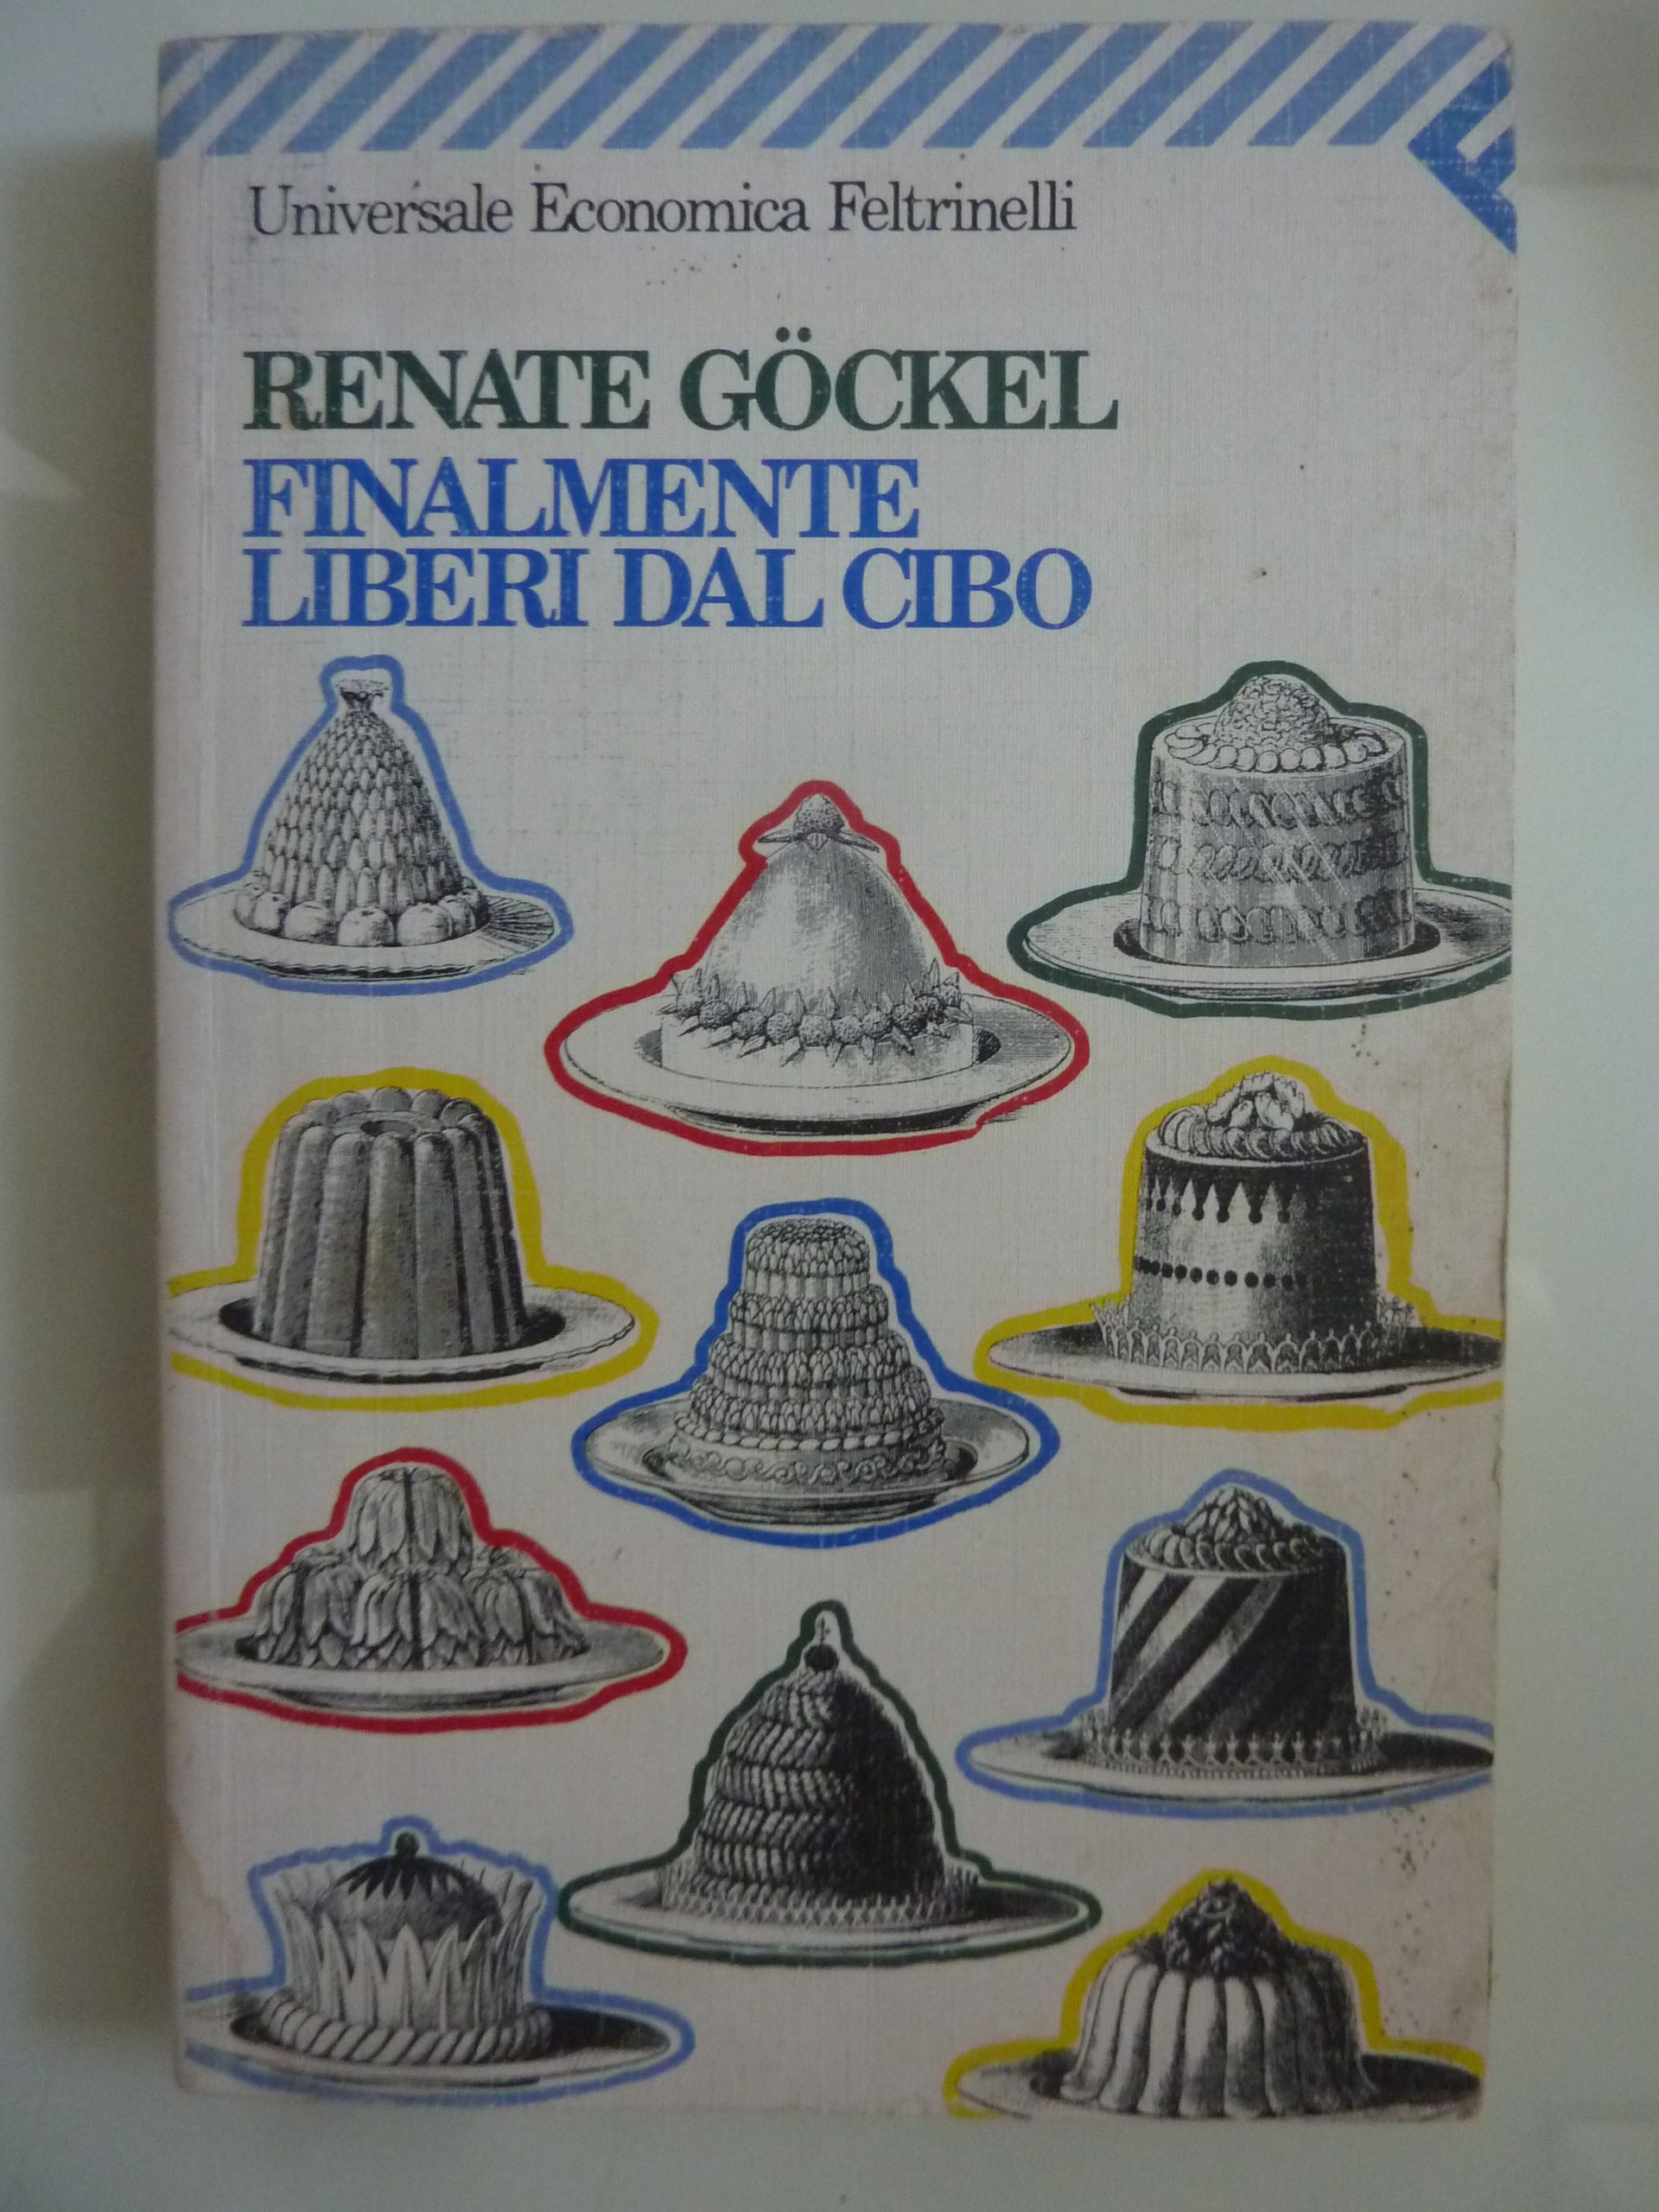 Universale Economica Feltrinelli
RENATE GÖCKEL
FINALMENTE
LIBERI DAL CIBO